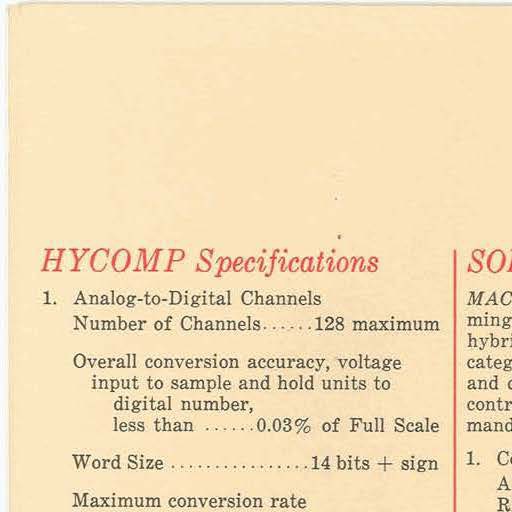 HYCOMP Specifications
1. Analog-to-Digital Channels
Number of Channels......128 maximum
Overall conversion accuracy, voltage
input to sample and hold units to
digital number,
less than ......0.03% of Full Scale
Word Size ................14 bits + sign
Maximum conversion rate
MAC
ming
hybri
categ
and
contr
mand
1.